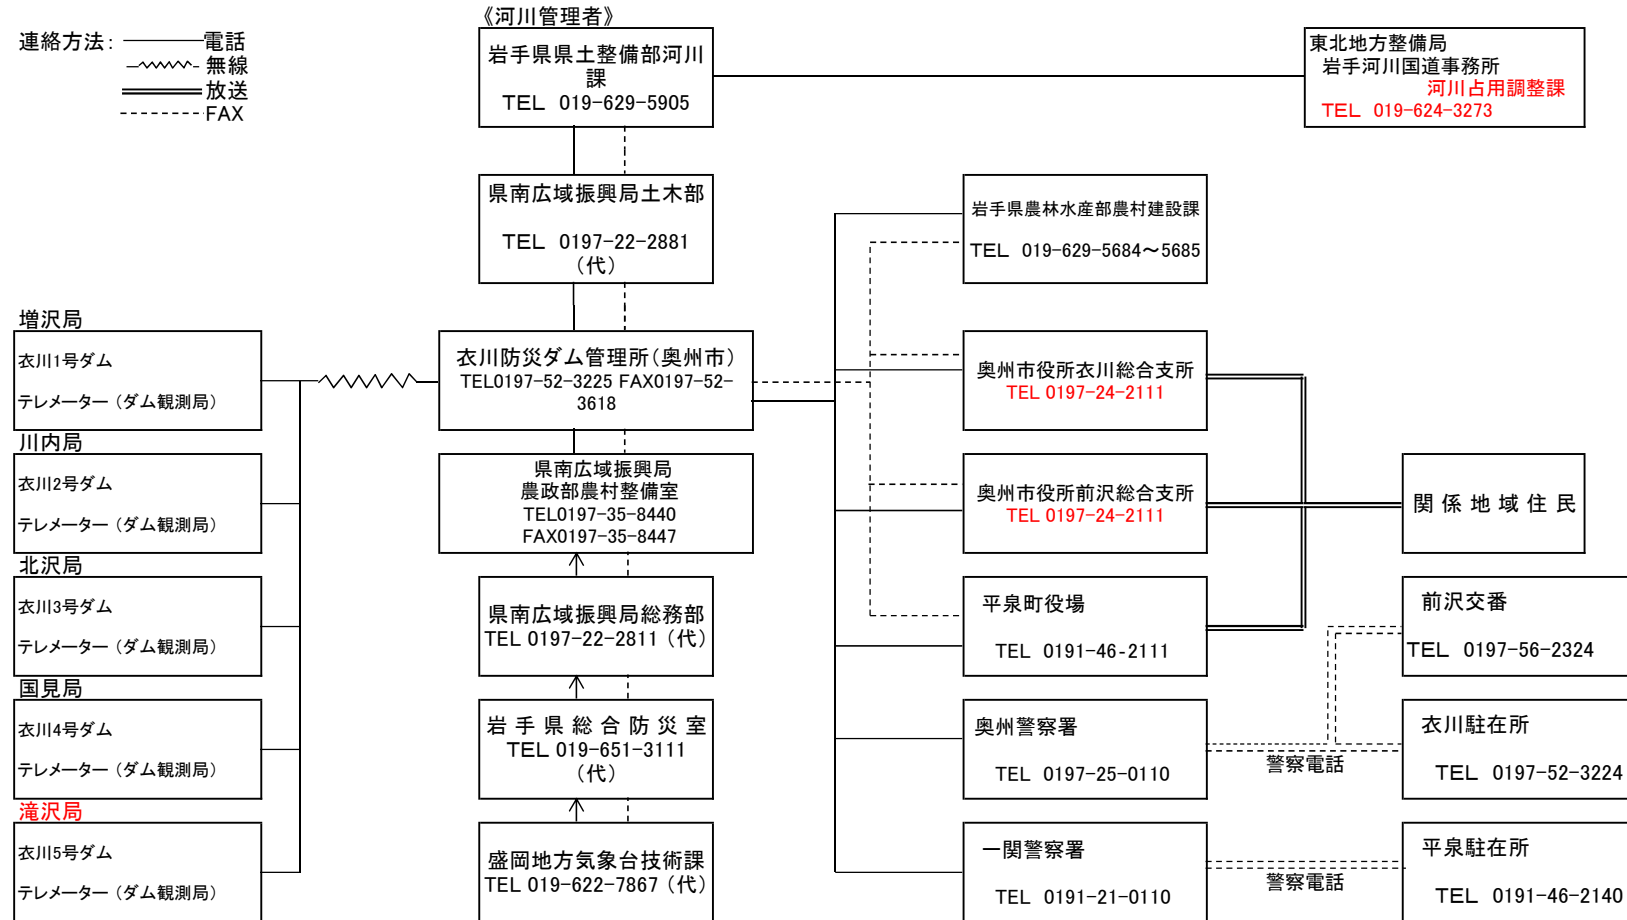 《河川管理者》
連絡方法：
電話
無線
放送
FAX
岩手県県土整備部河川
課
TEL 019-629-5905
東北地方整備局
岩手河川国道事務所
河川占用調整課
TEL 019-624-3273
県南広域振興局土木部
TEL 0197-22-2881
（代）
岩手県農林水産部農村建設課
TEL 019-629-5684～5685
増沢局
衣川1号ダム
テレメーター（ダム観測局）
衣川防災ダム管理所（奥州市）
TEL0197-52-3225 FAX0197-52-
3618
奥州市役所衣川総合支所
TEL 0197-24-2111
川内局
衣川2号ダム
テレメーター（ダム観測局）
県南広域振興局
農政部農村整備室
TEL0197-35-8440
FAX0197-35-8447
奥州市役所前沢総合支所
TEL 0197-24-2111
関係地域住民
北沢局
衣川3号ダム
テレメーター（ダム観測局）
県南広域振興局総務部
TEL 0197-22-2811（代）
平泉町役場
TEL 0191-46-2111
前沢交番
TEL 0197-56-2324
国見局
衣川4号ダム
テレメーター（ダム観測局）
岩手県総合防災室
TEL 019-651-3111
（代）
奥州警察署
TEL 0197-25-0110
警察電話
衣川駐在所
TEL 0197-52-3224
滝沢局
衣川5号ダム
テレメーター（ダム観測局）
盛岡地方気象台技術課
TEL 019-622-7867（代）
一関警察署
TEL 0191-21-0110
警察電話
平泉駐在所
TEL 0191-46-2140